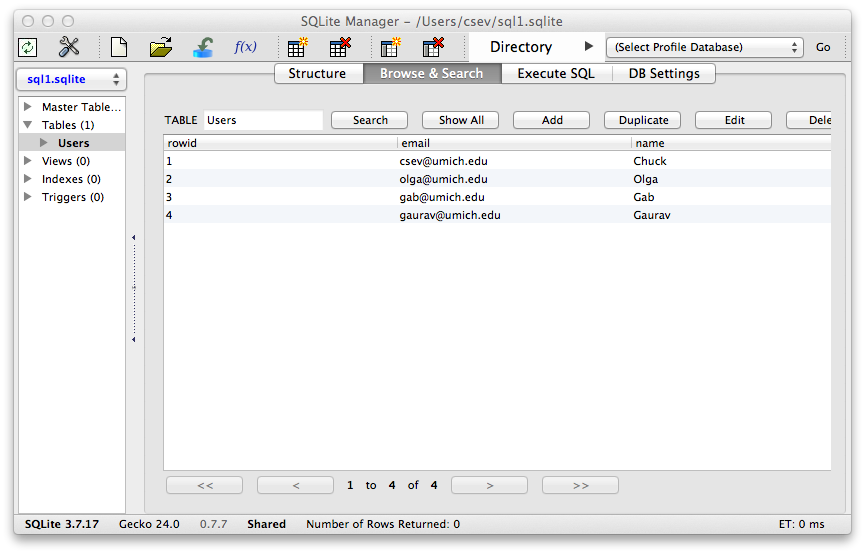 SQLite Manager - /Users/csev/sql1.sqlite
f(x) Directory (Select Profile Database) Go
sql1.sqlite Structure Browse & Search Execute SQL DB Settings
Master Table...
Tables (1)
Users
Views (0)
Indexes (0)
Triggers (0)
TABLE Users Search Show All Add Duplicate Edit Dele
rowid email name
1 csev@umich.edu Chuck
2 olga@umich.edu Olga
3 gab@umich.edu Gab
4 gaurav@umich.edu Gaurav
<< < 1 to 4 of 4 > >>
SQLite 3.7.17 Gecko 24.0 0.7.7 Shared Number of Rows Returned: 0 ET: 0 ms